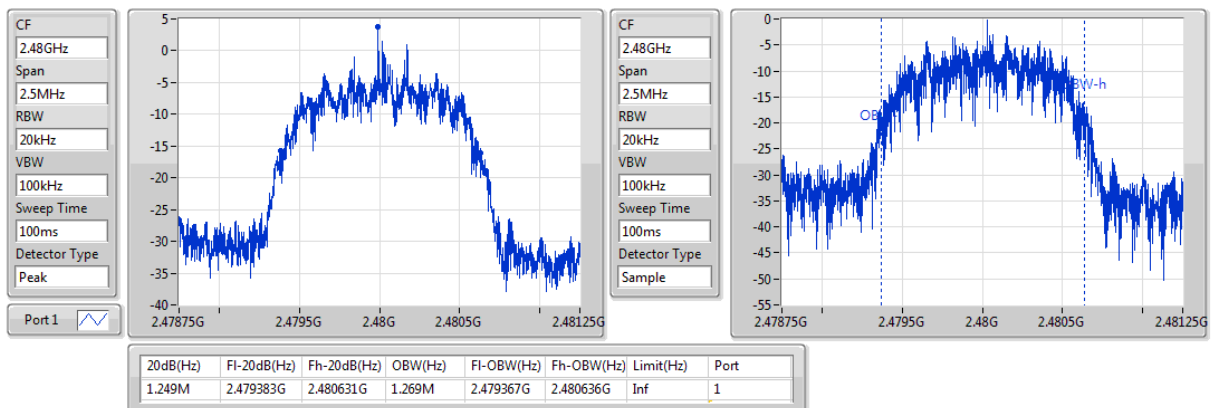 CF
2.48GHz
Span
2.5MHz
RBW
20kHz
VBW
100kHz
Sweep Time
100ms
Detector Type
Peak
Port 1
5
0
-5
-10
-15
-20
-25
-30
-35
-40
2.47875G 2.4795G 2.48G 2.4805G 2.48125G
CF
2.48GHz
Span
2.5MHz
RBW
20kHz
VBW
100kHz
Sweep Time
100ms
Detector Type
Sample
0
-5
-10
-15
-20
-25
-30
-35
-40
-45
-50
-55
OB
BW-h
2.47875G 2.4795G 2.48G 2.4805G 2.48125G
20dB(Hz) Fl-20dB(Hz) Fh-20dB(Hz) OBW(Hz) Fl-OBW(Hz) Fh-OBW(Hz) Limit(Hz) Port
1.249M 2.479383G 2.480631G 1.269M 2.479367G 2.480636G Inf 1